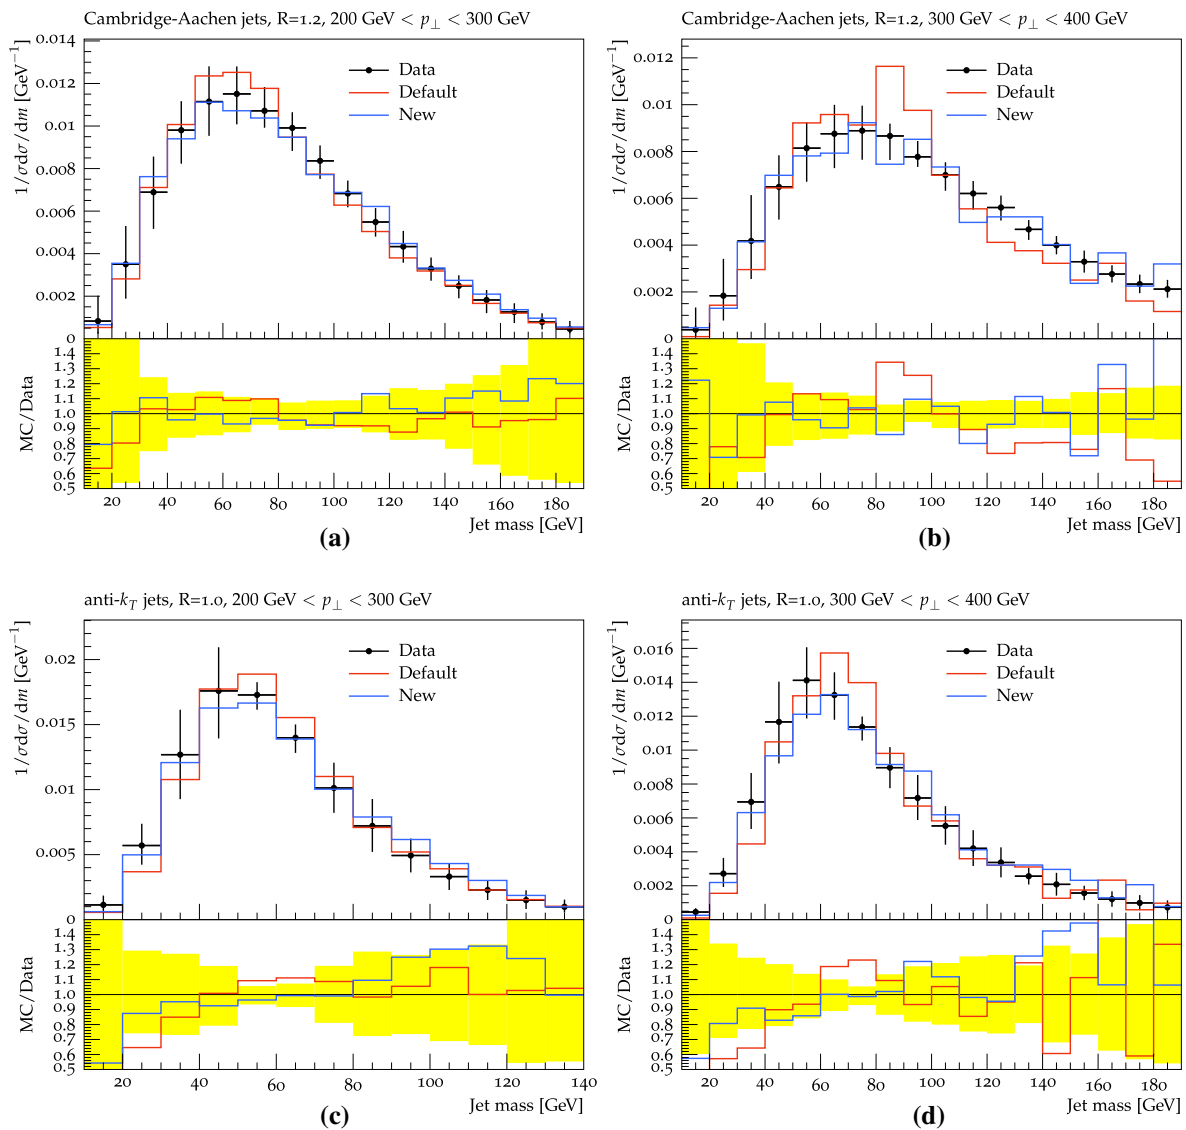 Cambridge-Aachen jets, R=1.2, 200 GeV < p⊥ < 300 GeV
1/σdσ/dm [GeV⁻¹]
0.014
0.012
0.01
0.008
0.006
0.004
0.002
0
Data
Default
New
MC/Data
1.4
1.3
1.2
1.1
1.0
0.9
0.8
0.7
0.6
0.5
20 40 60 80 100 120 140 160 180
Jet mass [GeV]
(a)
Cambridge-Aachen jets, R=1.2, 300 GeV < p⊥ < 400 GeV
1/σdσ/dm [GeV⁻¹]
0.012
0.01
0.008
0.006
0.004
0.002
0
Data
Default
New
MC/Data
1.4
1.3
1.2
1.1
1.0
0.9
0.8
0.7
0.6
0.5
20 40 60 80 100 120 140 160 180
Jet mass [GeV]
(b)
anti-kT jets, R=1.0, 200 GeV < p⊥ < 300 GeV
1/σdσ/dm [GeV⁻¹]
0.02
0.015
0.01
0.005
0
Data
Default
New
MC/Data
1.4
1.3
1.2
1.1
1.0
0.9
0.8
0.7
0.6
0.5
20 40 60 80 100 120 140
Jet mass [GeV]
(c)
anti-kT jets, R=1.0, 300 GeV < p⊥ < 400 GeV
1/σdσ/dm [GeV⁻¹]
0.016
0.014
0.012
0.01
0.008
0.006
0.004
0.002
0
Data
Default
New
MC/Data
1.4
1.3
1.2
1.1
1.0
0.9
0.8
0.7
0.6
0.5
20 40 60 80 100 120 140 160 180
Jet mass [GeV]
(d)